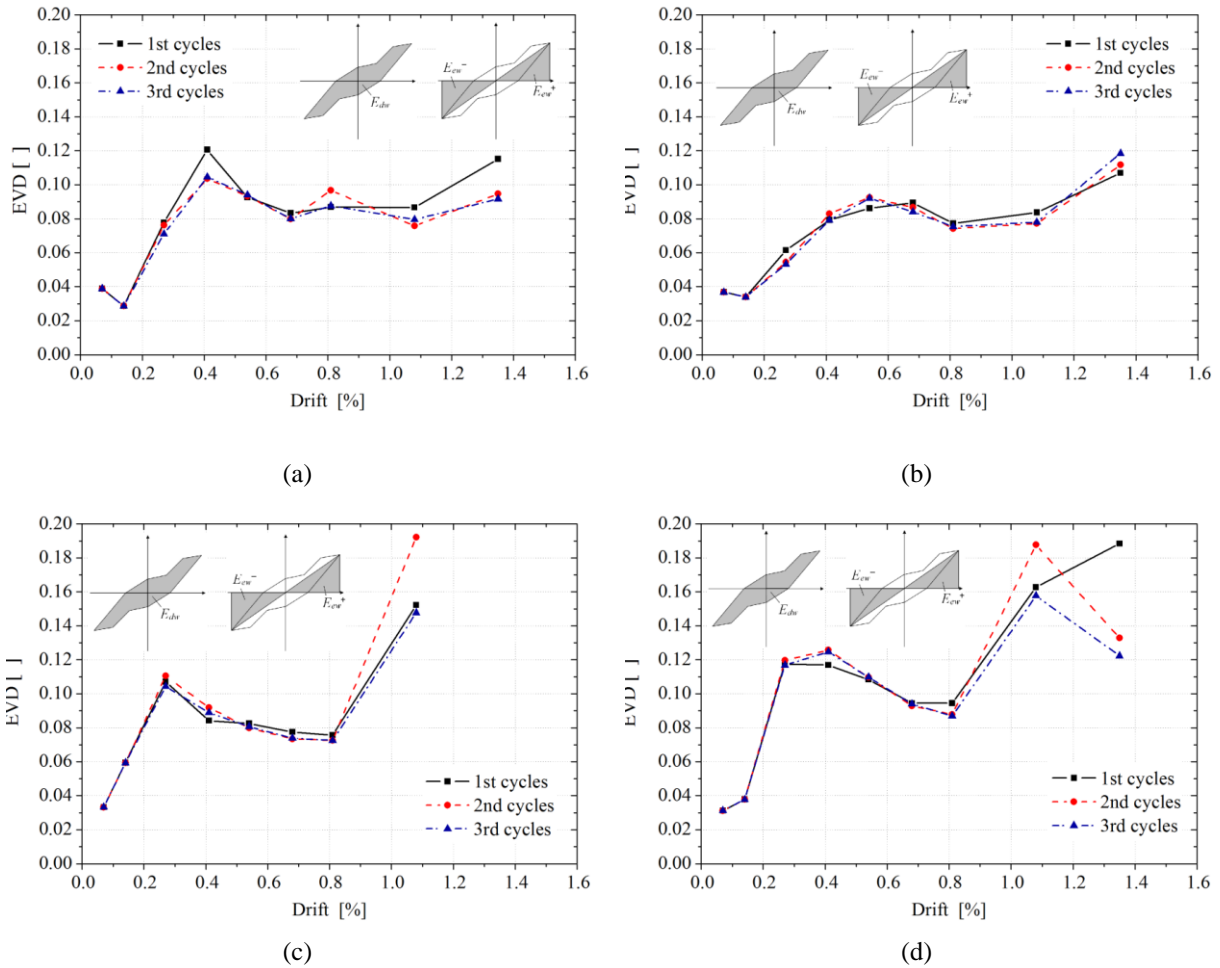 0.20
0.18
0.16
0.14
0.12
0.10
0.08
0.06
0.04
0.02
0.00
EVD [ ]
1st cycles
2nd cycles
3rd cycles
E_dw
E_ew^-
E_ew^+
0.0 0.2 0.4 0.6 0.8 1.0 1.2 1.4 1.6
Drift [%]
(a)
0.20
0.18
0.16
0.14
0.12
0.10
0.08
0.06
0.04
0.02
0.00
EVD [ ]
1st cycles
2nd cycles
3rd cycles
E_dw
E_ew^-
E_ew^+
0.0 0.2 0.4 0.6 0.8 1.0 1.2 1.4 1.6
Drift [%]
(b)
0.20
0.18
0.16
0.14
0.12
0.10
0.08
0.06
0.04
0.02
0.00
EVD [ ]
E_dw
E_ew^-
E_ew^+
1st cycles
2nd cycles
3rd cycles
0.0 0.2 0.4 0.6 0.8 1.0 1.2 1.4 1.6
Drift [%]
(c)
0.20
0.18
0.16
0.14
0.12
0.10
0.08
0.06
0.04
0.02
0.00
EVD [ ]
E_dw
E_ew^-
E_ew^+
1st cycles
2nd cycles
3rd cycles
0.0 0.2 0.4 0.6 0.8 1.0 1.2 1.4 1.6
Drift [%]
(d)